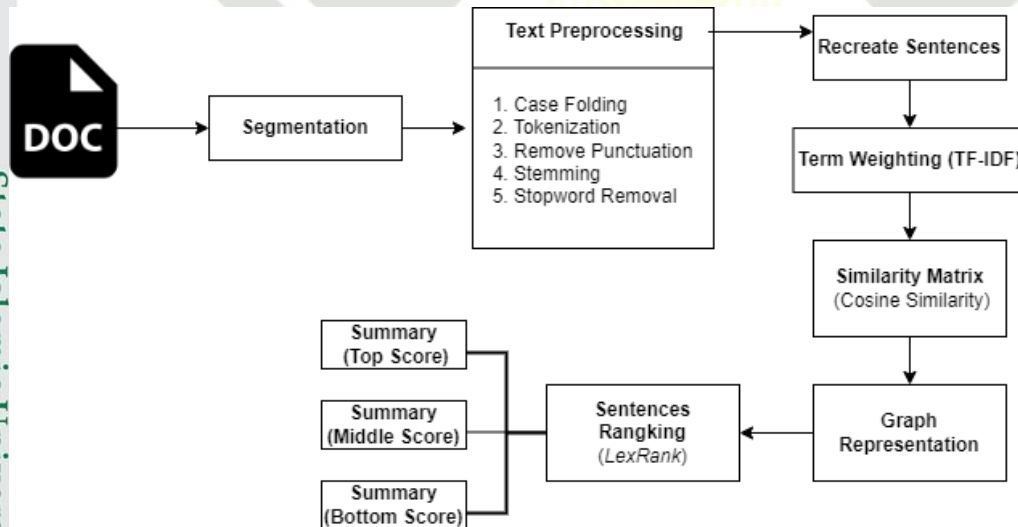 DOC
Segmentation
Text Preprocessing
1. Case Folding
2. Tokenization
3. Remove Punctuation
4. Stemming
5. Stopword Removal
Recreate Sentences
Term Weighting (TF-IDF)
Similarity Matrix
(Cosine Similarity)
Graph
Representation
Sentences
Rangking
(LexRank)
Summary
(Top Score)
Summary
(Middle Score)
Summary
(Bottom Score)
State Islamic